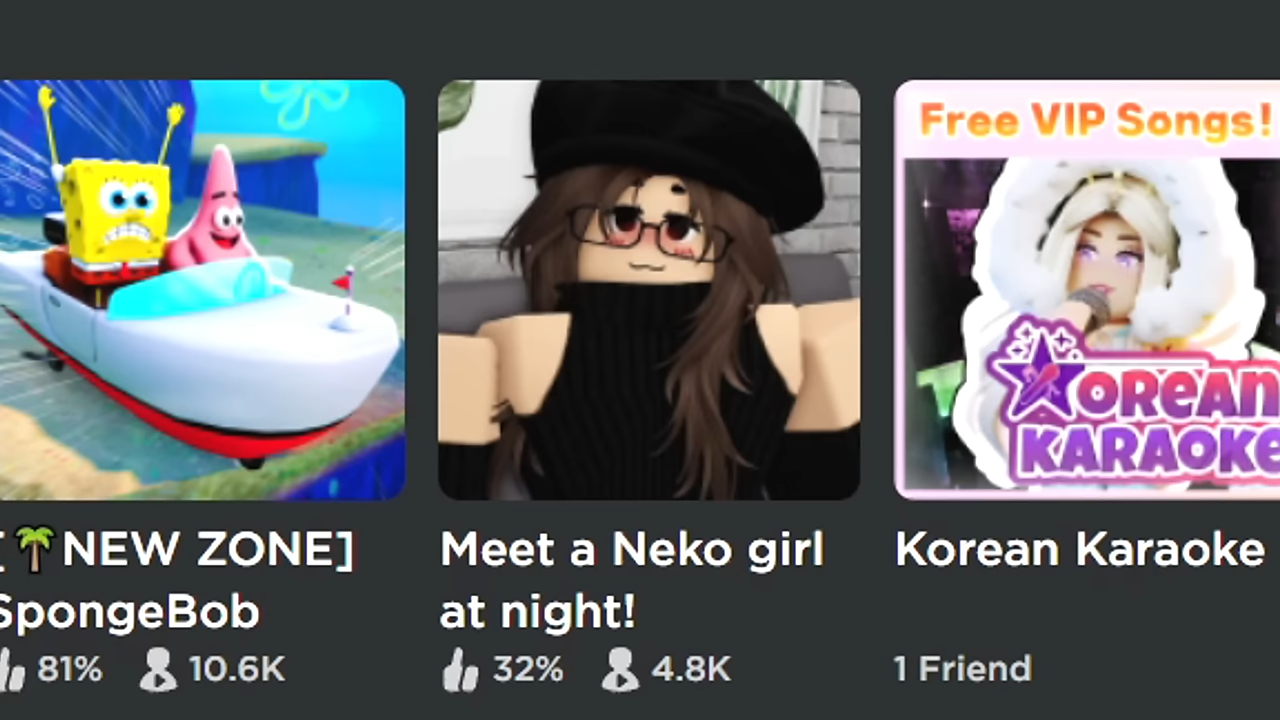 Free VIP Songs!
KOREAN
KARAOKE
[🌴NEW ZONE]
SpongeBob
81% 10.6K
Meet a Neko girl
at night!
32% 4.8K
Korean Karaoke
1 Friend